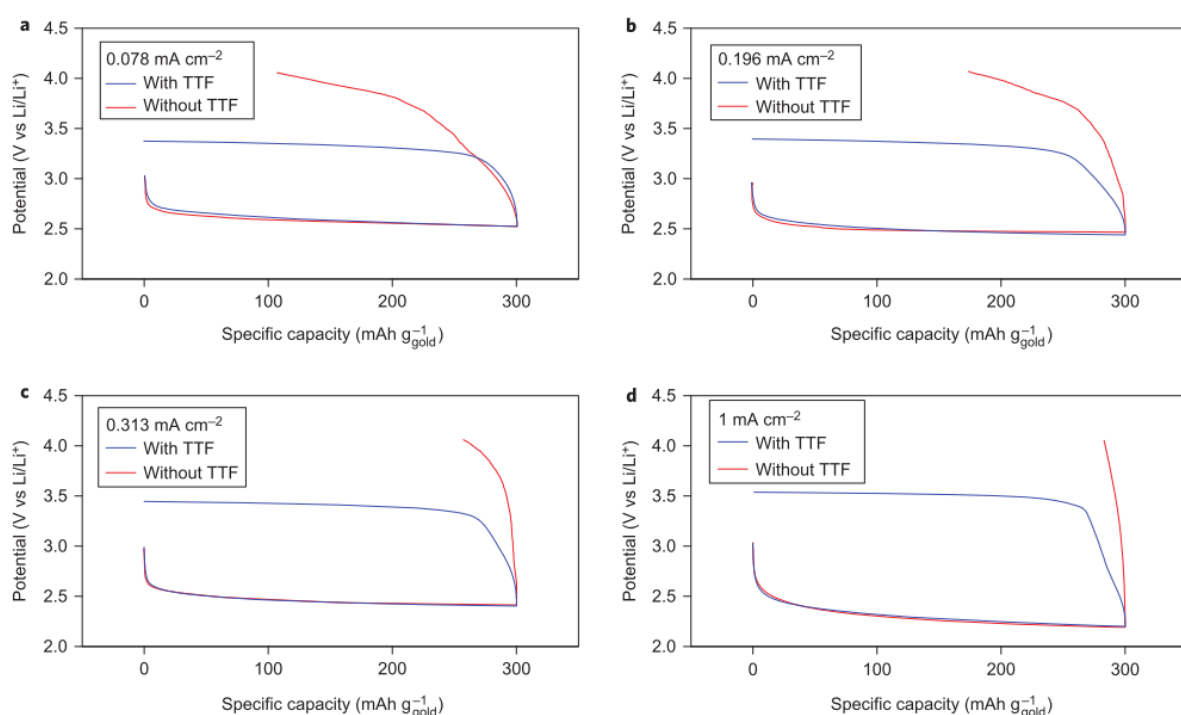 a
4.5
4.0
3.5
3.0
2.5
2.0
Potential (V vs Li/Li⁺)
0.078 mA cm⁻²
With TTF
Without TTF
0 100 200 300
Specific capacity (mAh g⁻¹gold)
b
4.5
4.0
3.5
3.0
2.5
2.0
Potential (V vs Li/Li⁺)
0.196 mA cm⁻²
With TTF
Without TTF
0 100 200 300
Specific capacity (mAh g⁻¹gold)
c
4.5
4.0
3.5
3.0
2.5
2.0
Potential (V vs Li/Li⁺)
0.313 mA cm⁻²
With TTF
Without TTF
0 100 200 300
Specific capacity (mAh g⁻¹gold)
d
4.5
4.0
3.5
3.0
2.5
2.0
Potential (V vs Li/Li⁺)
1 mA cm⁻²
With TTF
Without TTF
0 100 200 300
Specific capacity (mAh g⁻¹gold)